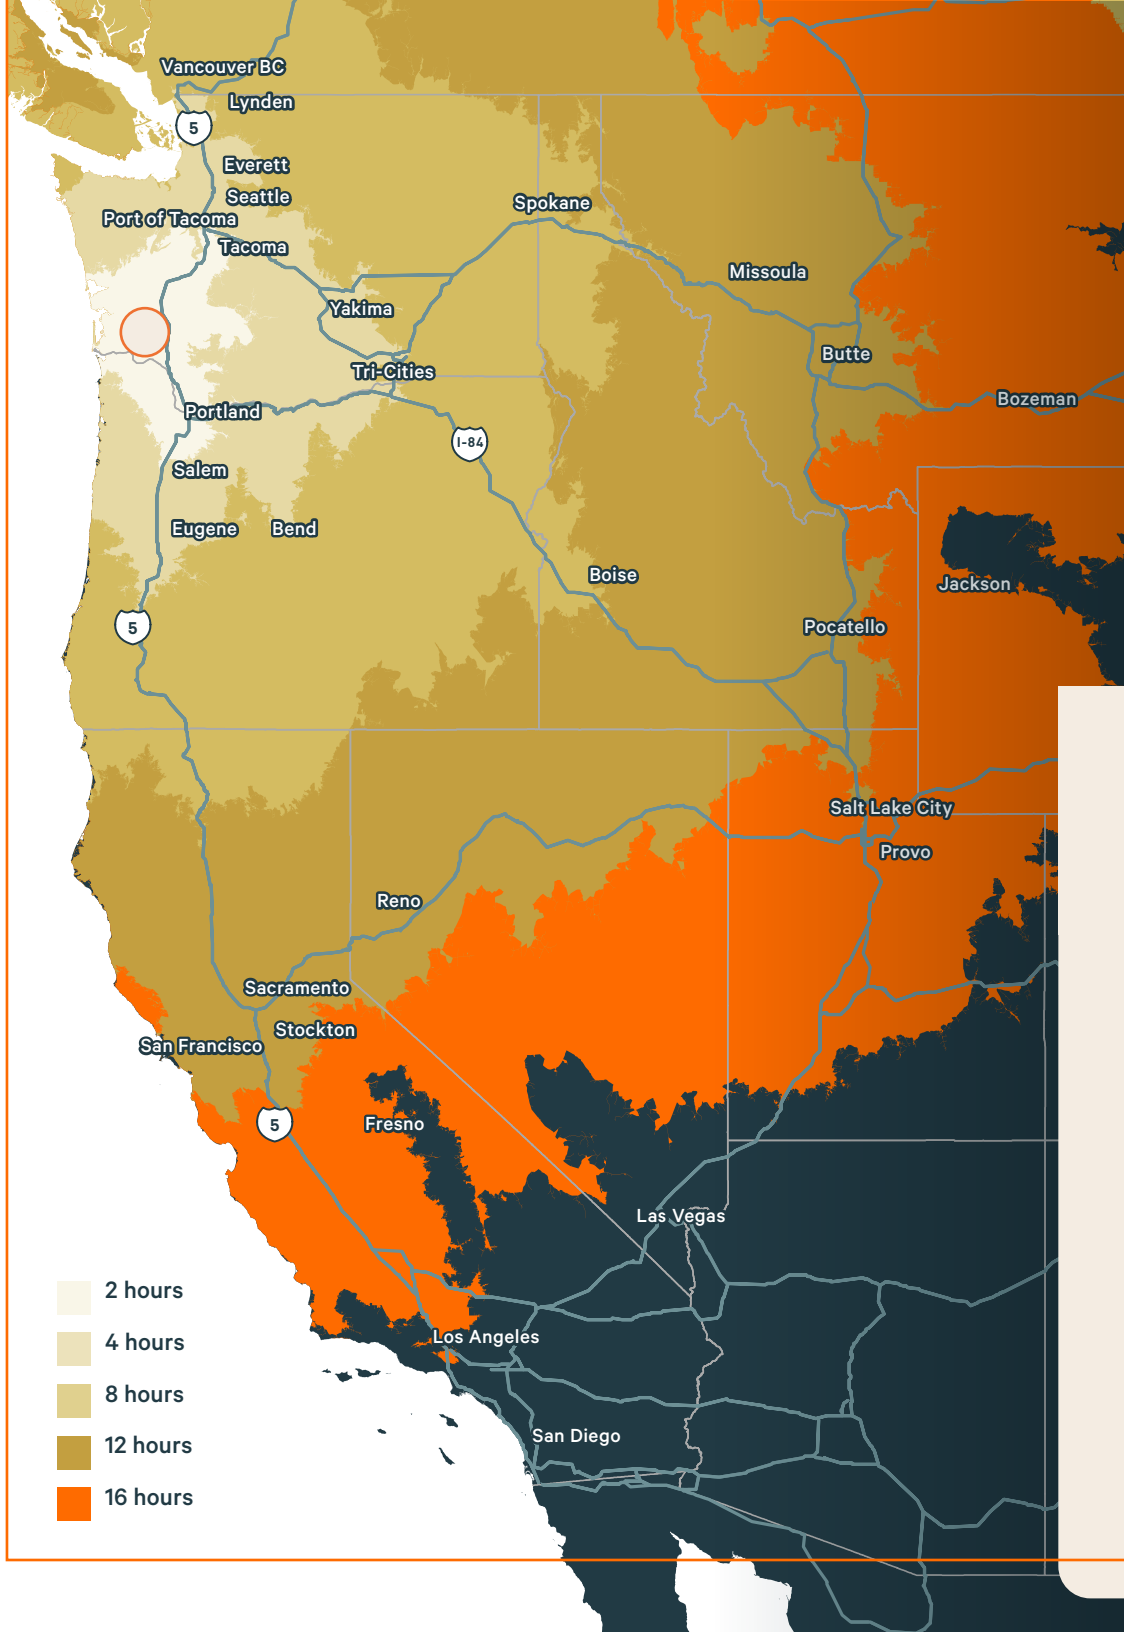 Vancouver BC
Lynden
5
Everett
Seattle
Spokane
Port of Tacoma
Tacoma
Missoula
Yakima
Butte
Tri-Cities
Bozeman
Portland
I-84
Salem
Eugene
Bend
Boise
Jackson
5
Pocatello
Salt Lake City
Provo
Reno
Sacramento
Stockton
San Francisco
5
Fresno
Las Vegas
2 hours
Los Angeles
4 hours
8 hours
San Diego
12 hours
16 hours